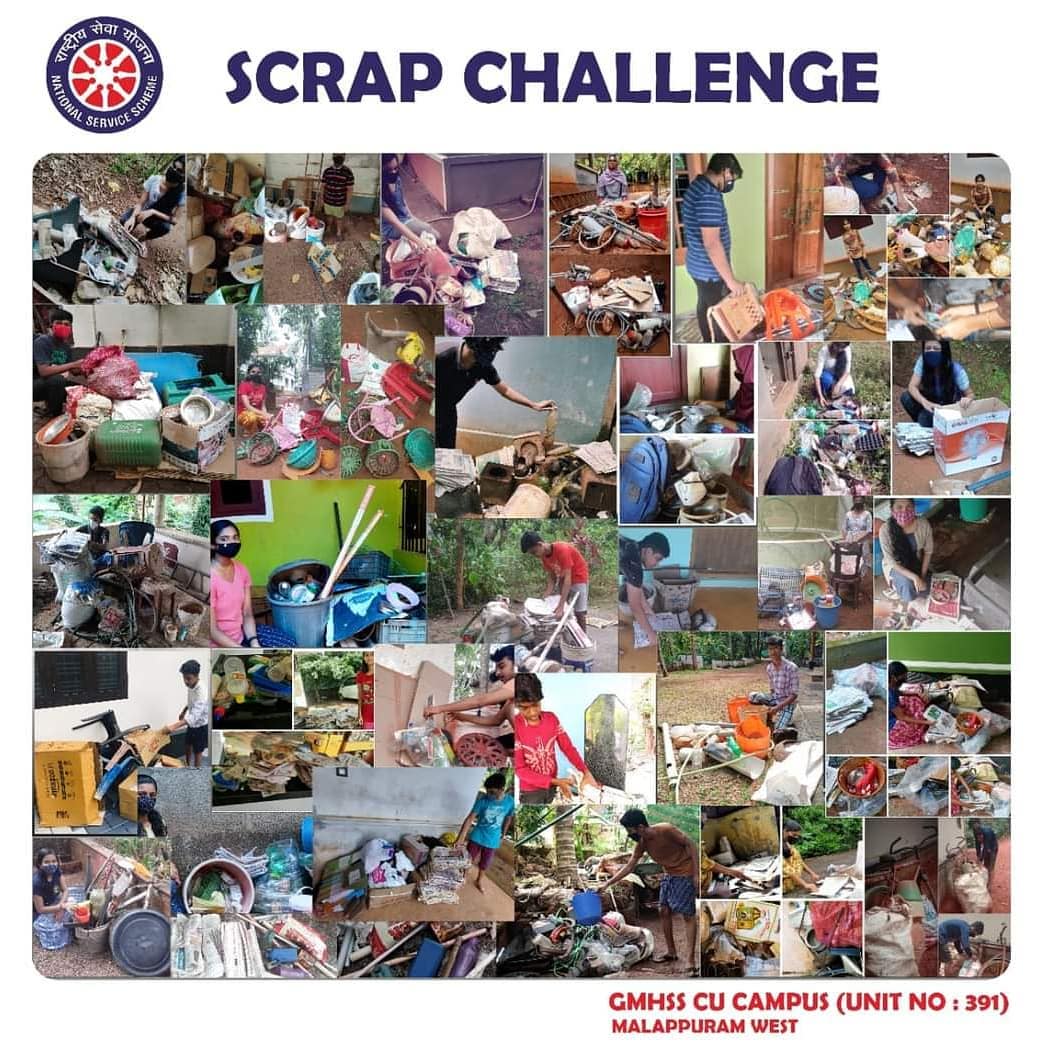 राष्ट्रीय सेवा योजना
NATIONAL SERVICE SCHEME
SCRAP CHALLENGE
GMHSS CU CAMPUS (UNIT NO : 391)
MALAPPURAM WEST